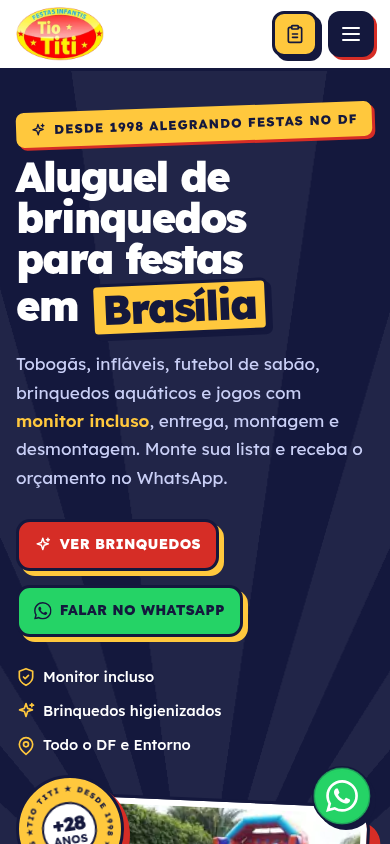 FESTAS INFANTIS
Tio
Titi
DESDE 1998 ALEGRANDO FESTAS NO DF
Aluguel de
brinquedos
para festas
em Brasília
Tobogãs, infláveis, futebol de sabão,
brinquedos aquáticos e jogos com
monitor incluso, entrega, montagem e
desmontagem. Monte sua lista e receba o
orçamento no WhatsApp.
VER BRINQUEDOS
FALAR NO WHATSAPP
Monitor incluso
Brinquedos higienizados
Todo o DF e Entorno
TIO TITI ★ DESDE 1998
+28
ANOS